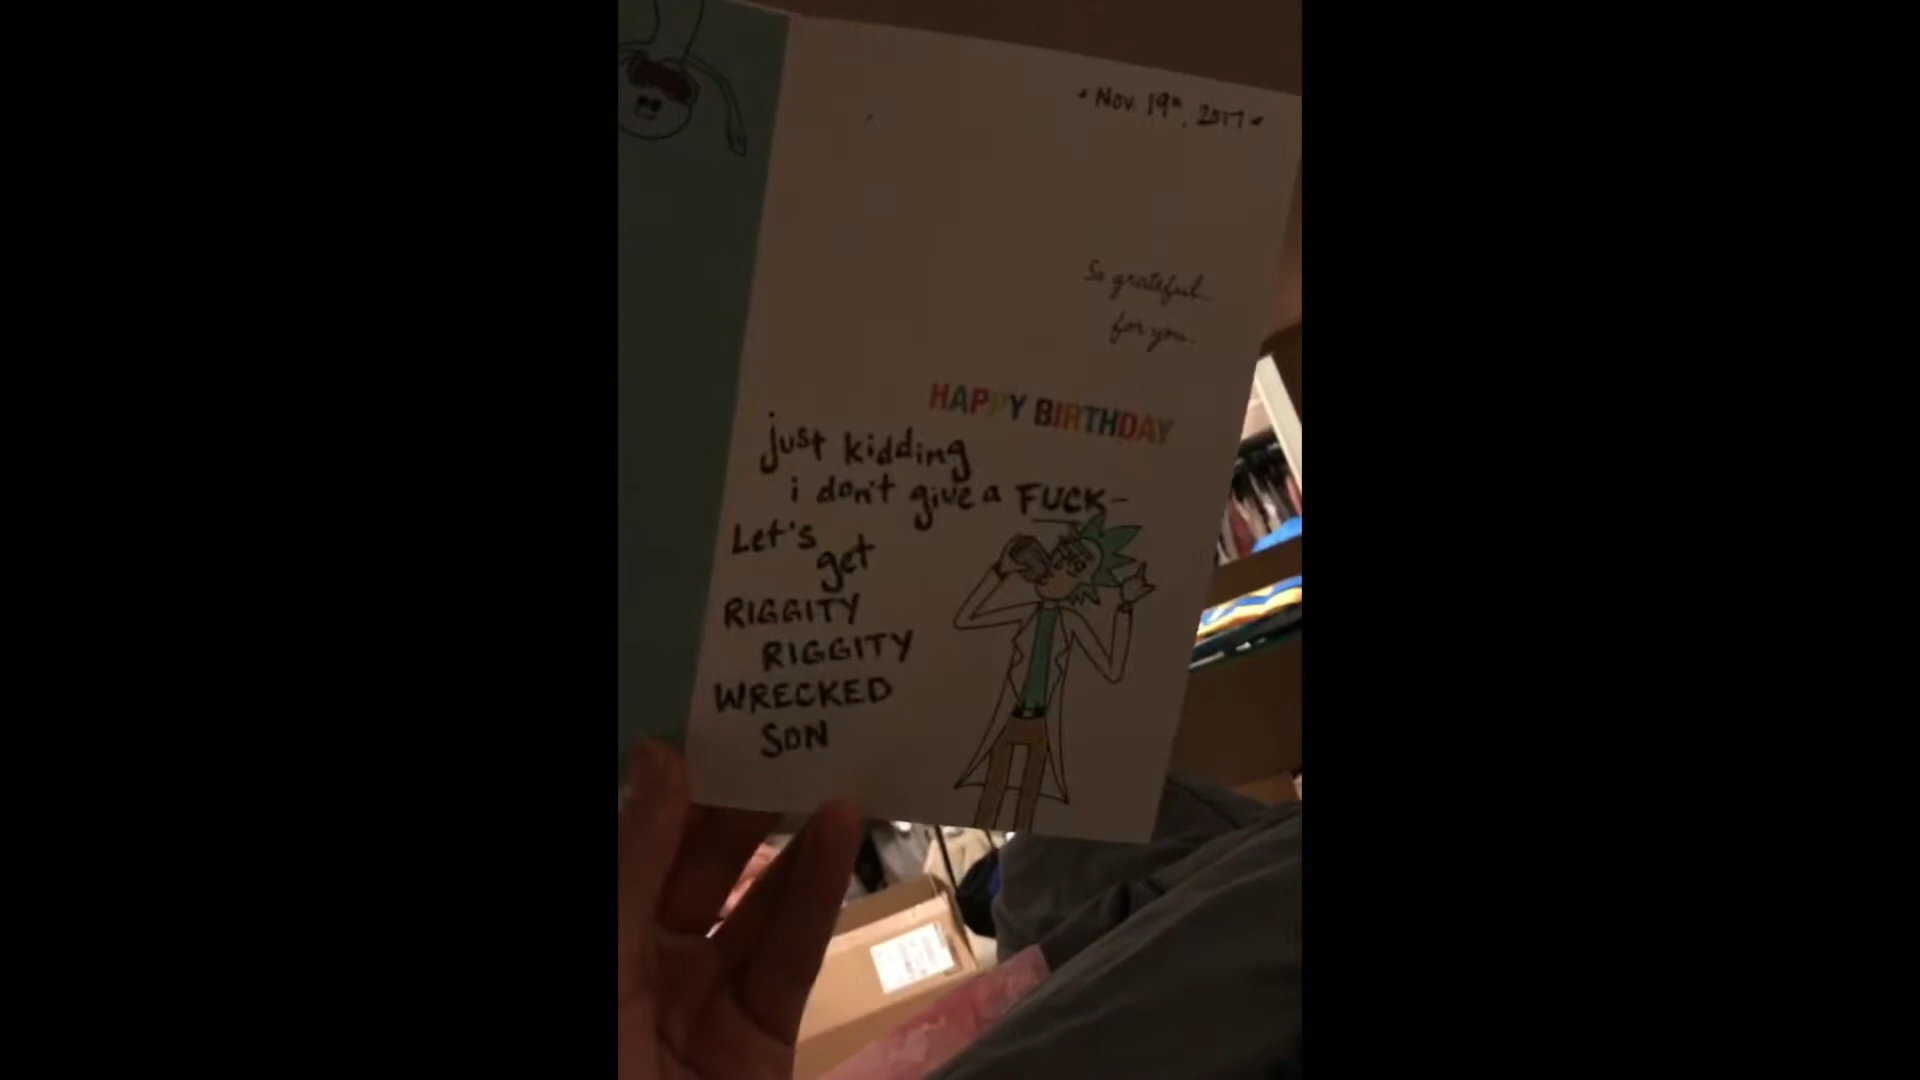 • Nov. 19th, 2017 •
So grateful...
for you.
HAPPY BIRTHDAY
just kidding
i don't give a FUCK-
Let's
get
RIGGITY
RIGGITY
WRECKED
SON